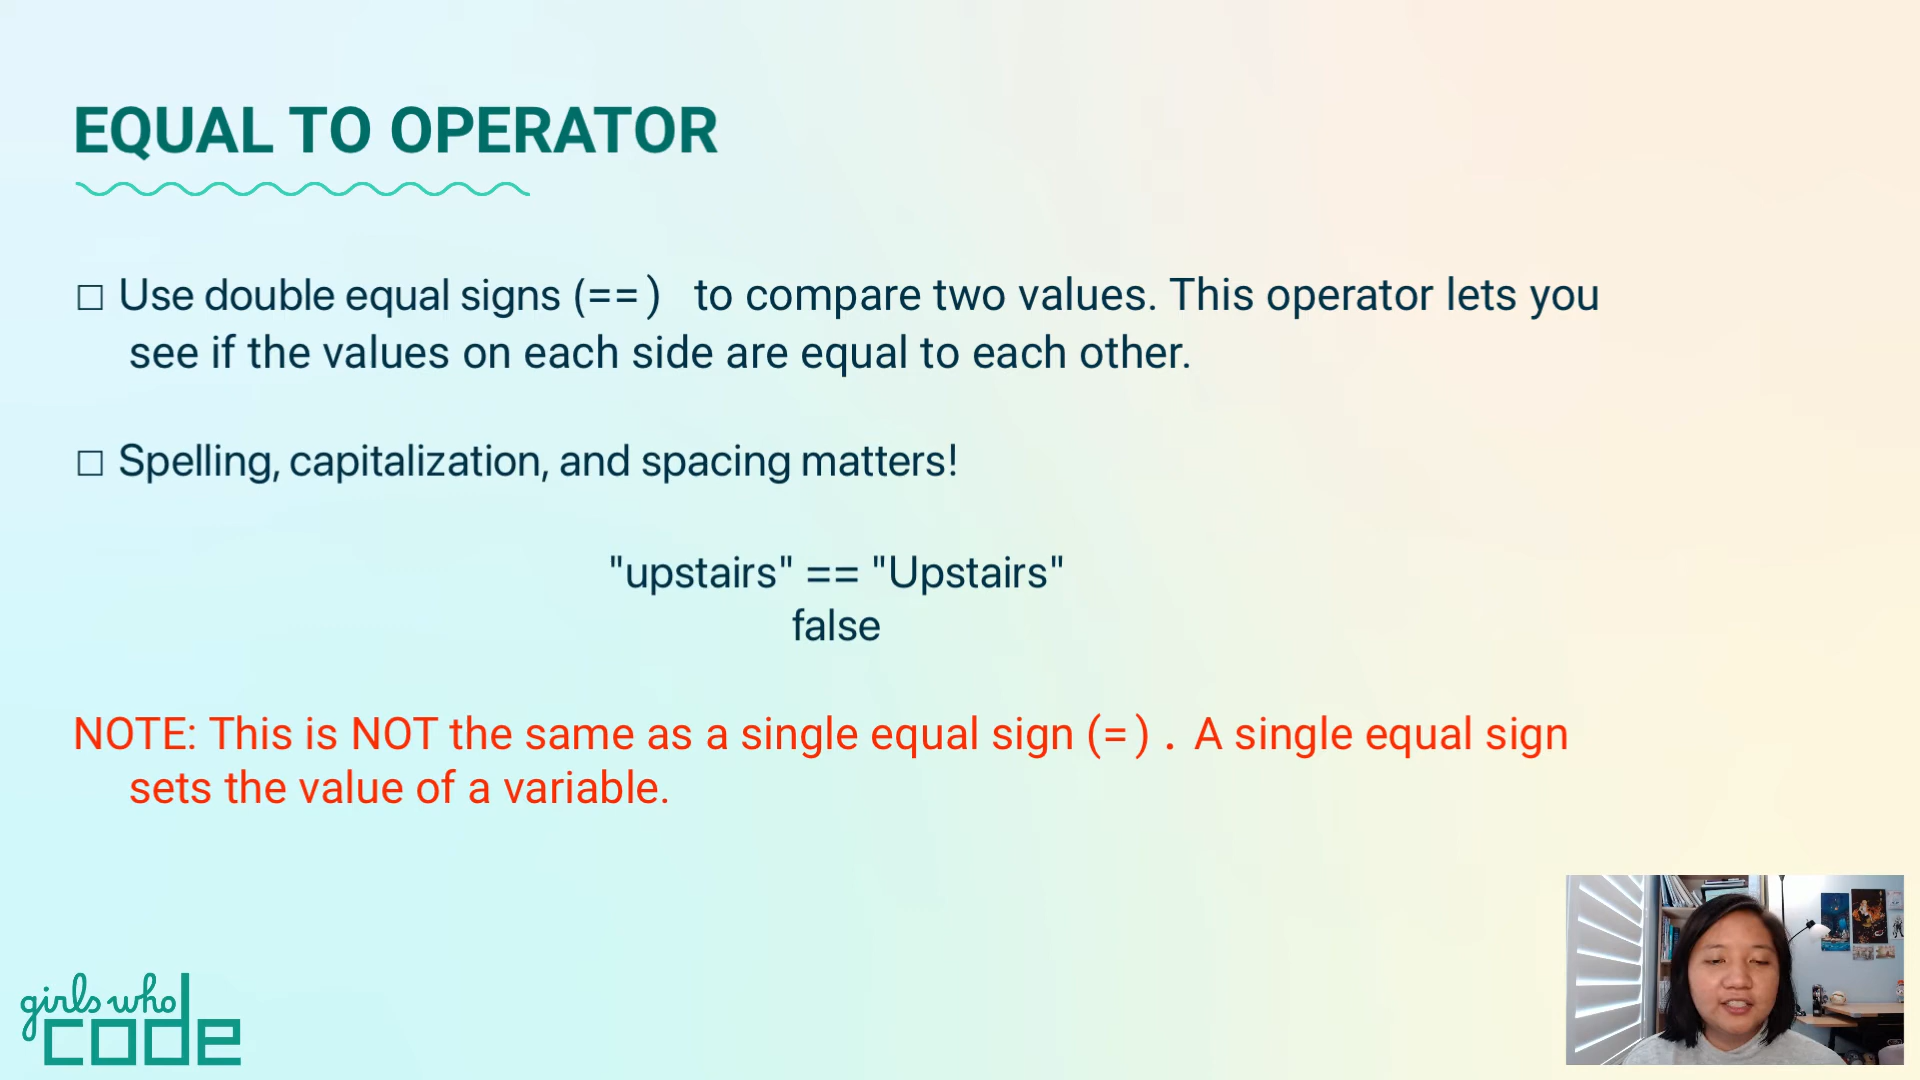 EQUAL TO OPERATOR
□ Use double equal signs (==) to compare two values. This operator lets you
see if the values on each side are equal to each other.
□ Spelling, capitalization, and spacing matters!
"upstairs" == "Upstairs"
false
NOTE: This is NOT the same as a single equal sign (=) . A single equal sign
sets the value of a variable.
girls who
code